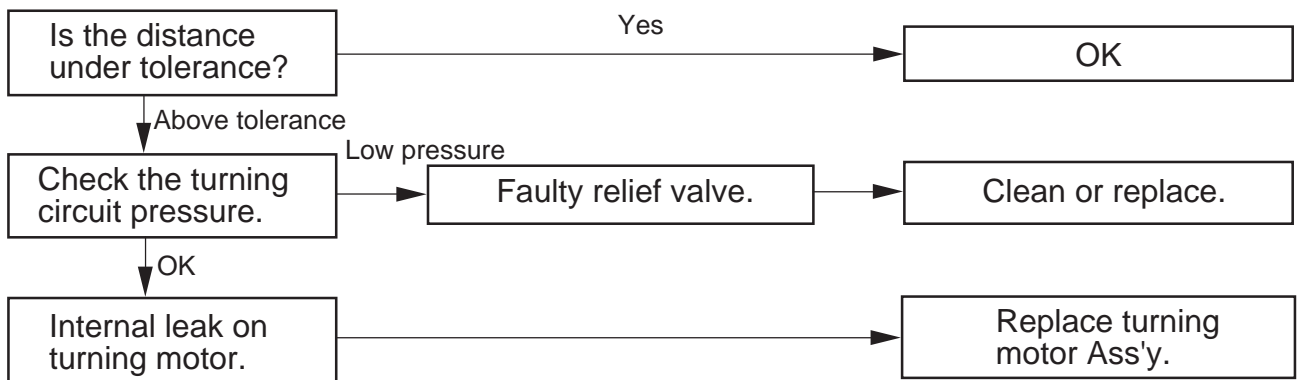 Is the distance
under tolerance?
Yes
OK
Above tolerance
Check the turning
circuit pressure.
Low pressure
Faulty relief valve.
Clean or replace.
OK
Internal leak on
turning motor.
Replace turning
motor Ass'y.